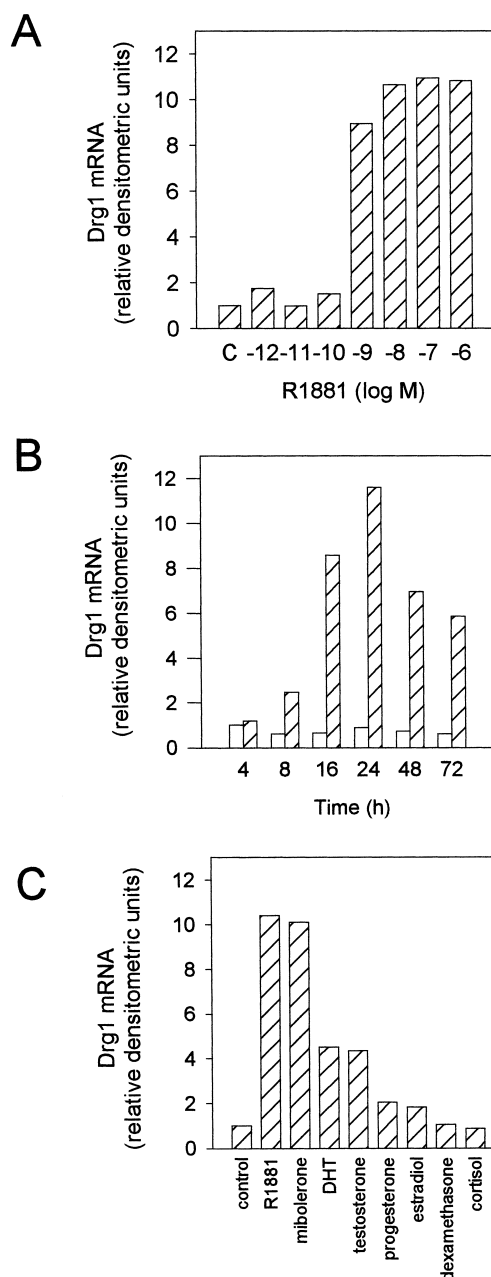 A
Drg1 mRNA
(relative densitometric units)
12
10
8
6
4
2
0
C -12 -11 -10 -9 -8 -7 -6
R1881 (log M)
B
Drg1 mRNA
(relative densitometric units)
12
10
8
6
4
2
0
4 8 16 24 48 72
Time (h)
C
Drg1 mRNA
(relative densitometric units)
12
10
8
6
4
2
0
control
R1881
mibolerone
DHT
testosterone
progesterone
estradiol
dexamethasone
cortisol